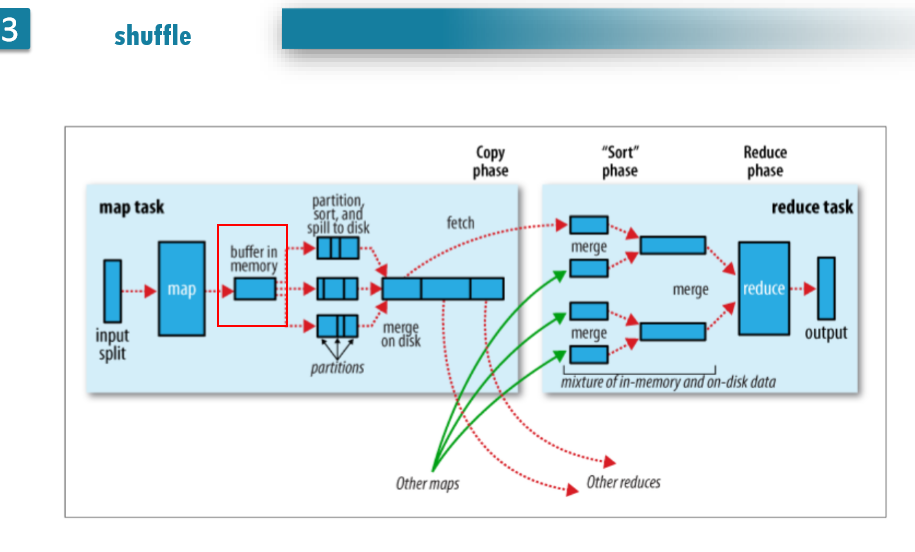 3
shuffle
Copy
phase
"Sort"
phase
Reduce
phase
map task
partition,
sort, and
spill to disk
fetch
reduce task
buffer in
memory
merge
map
merge
reduce
input
split
merge
on disk
merge
output
partitions
mixture of in-memory and on-disk data
Other maps
Other reduces